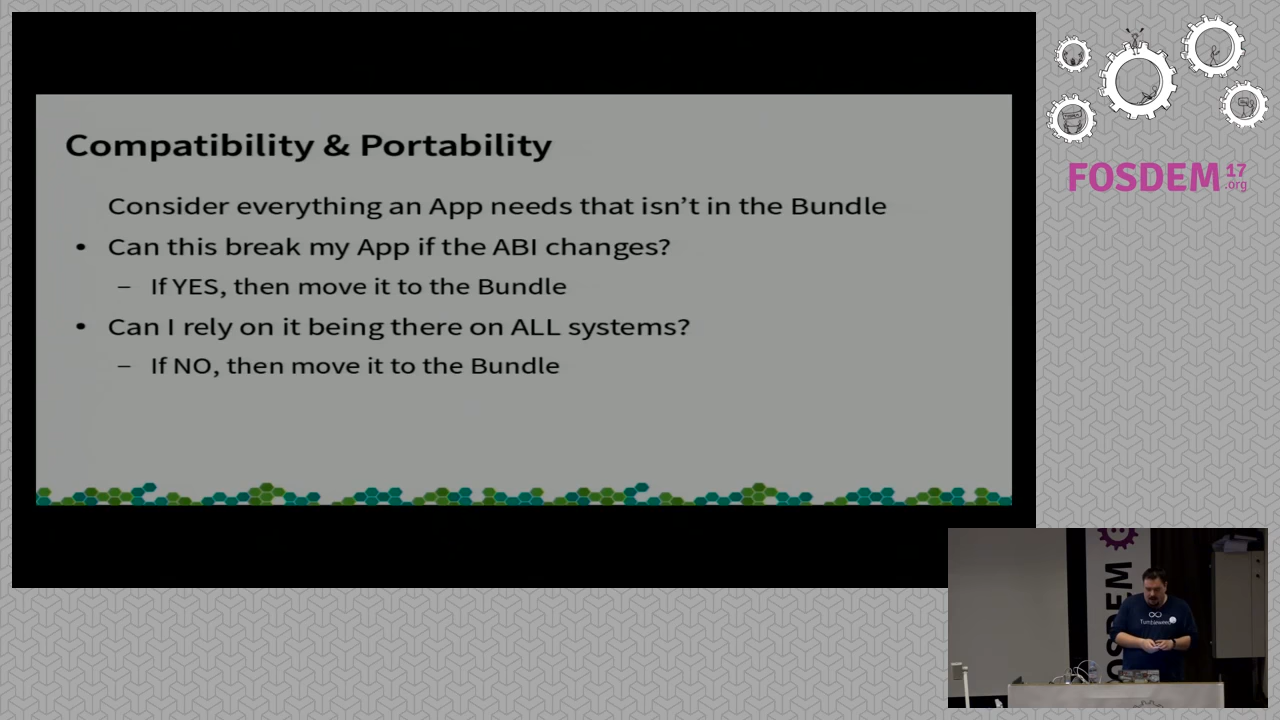 Compatibility & Portability
Consider everything an App needs that isn't in the Bundle
• Can this break my App if the ABI changes?
– If YES, then move it to the Bundle
• Can I rely on it being there on ALL systems?
– If NO, then move it to the Bundle
FOSDEM 17
.org
OSDEM
Tumbleweed